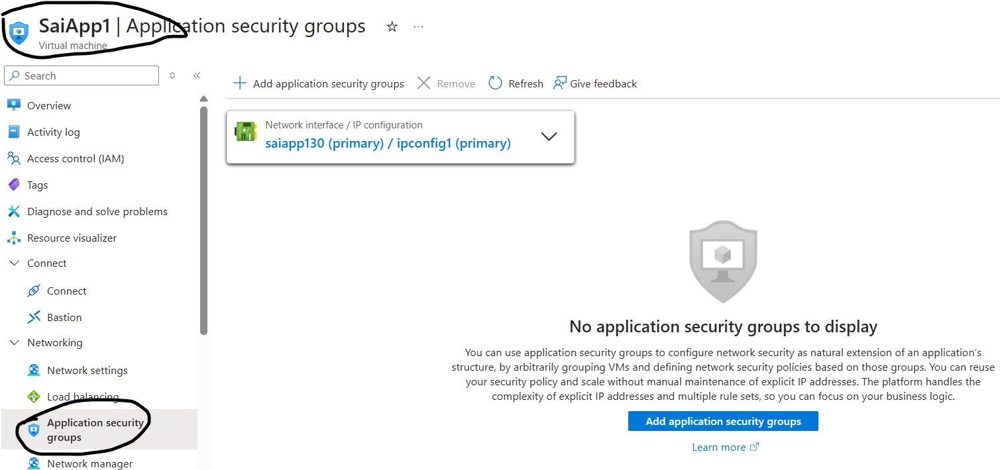 SaiApp1 | Application security groups
Virtual machine
Search
Overview
Activity log
Access control (IAM)
Tags
Diagnose and solve problems
Resource visualizer
Connect
Connect
Bastion
Networking
Network settings
Load balancing
Application security
groups
Network manager
Add application security groups
Remove
Refresh
Give feedback
Network interface / IP configuration
saiapp130 (primary) / ipconfig1 (primary)
No application security groups to display
You can use application security groups to configure network security as natural extension of an application's
structure, by arbitrarily grouping VMs and defining network security policies based on those groups. You can reuse
your security policy and scale without manual maintenance of explicit IP addresses. The platform handles the
complexity of explicit IP addresses and multiple rule sets, so you can focus on your business logic.
Add application security groups
Learn more